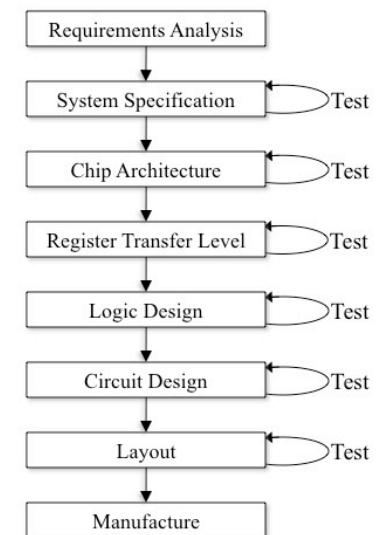 Requirements Analysis
System Specification
Test
Chip Architecture
Test
Register Transfer Level
Test
Logic Design
Test
Circuit Design
Test
Layout
Test
Manufacture